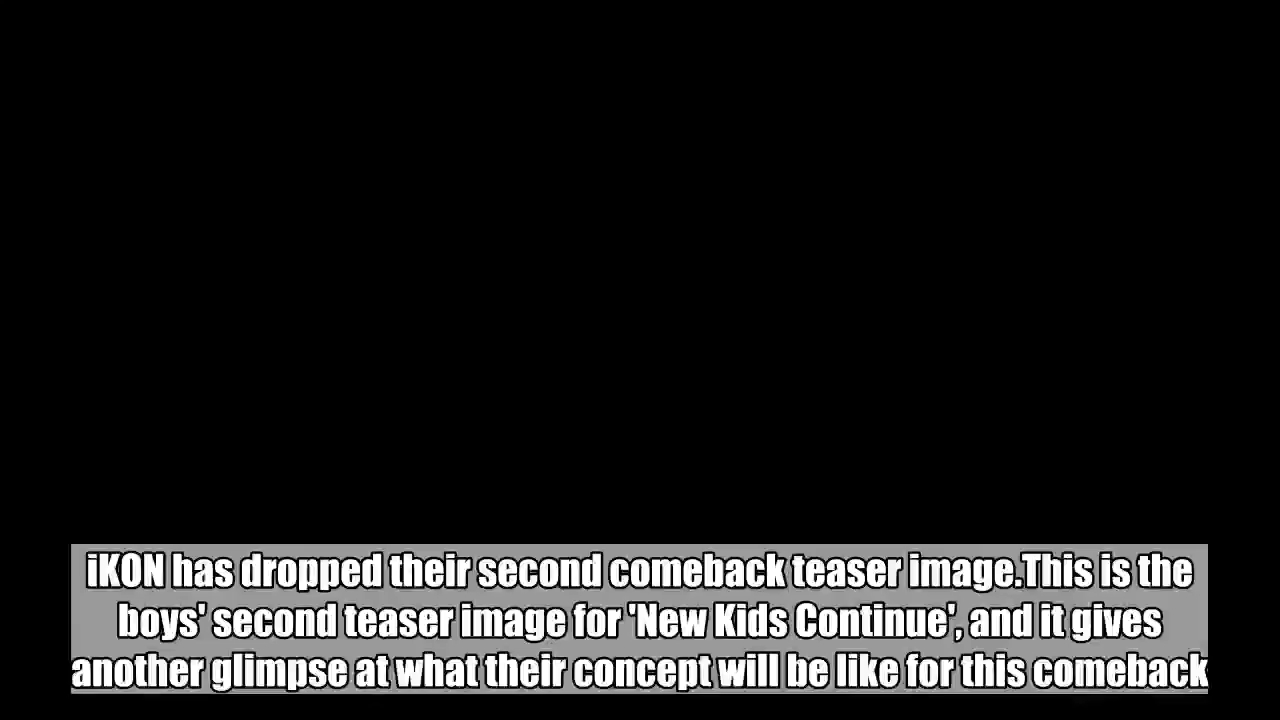 iKON has dropped their second comeback teaser image.This is the
boys' second teaser image for 'New Kids Continue', and it gives
another glimpse at what their concept will be like for this comeback